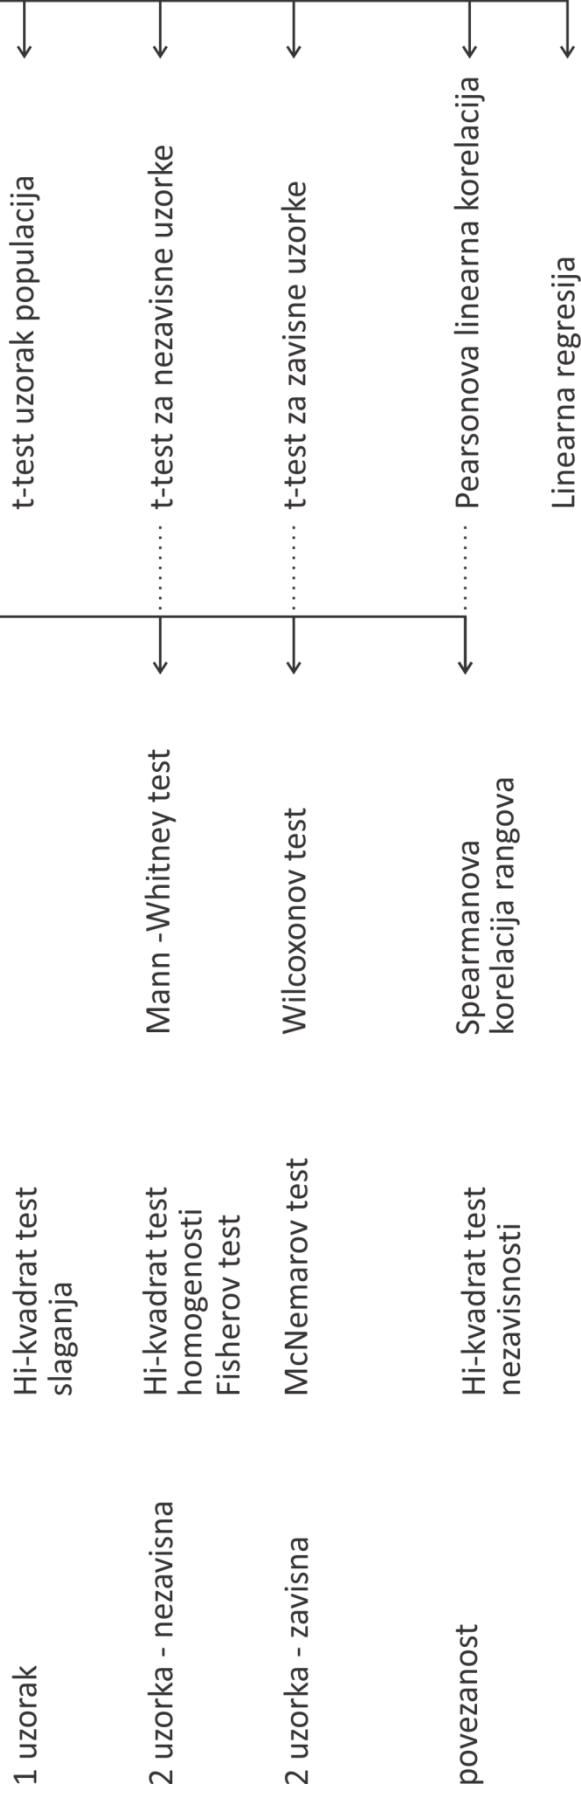 1 uzorak
Hi-kvadrat test
slaganja
t-test uzorak populacija
2 uzorka - nezavisna
Hi-kvadrat test
homogenosti
Fisherov test
Mann -Whitney test
t-test za nezavisne uzorke
2 uzorka - zavisna
McNemarov test
Wilcoxonov test
t-test za zavisne uzorke
povezanost
Hi-kvadrat test
nezavisnosti
Spearmanova
korelacija rangova
Pearsonova linearna korelacija
Linearna regresija